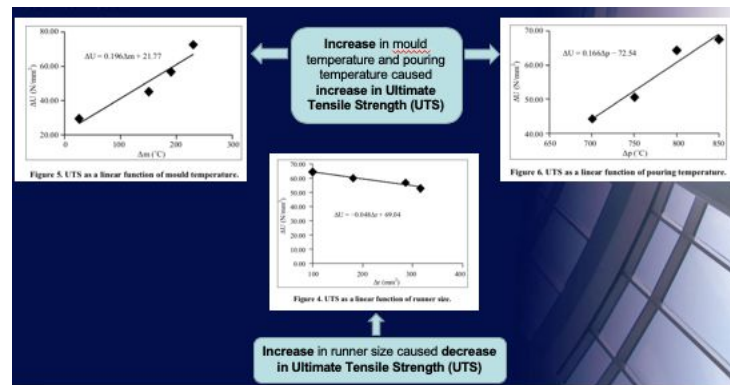 80.00
60.00
40.00
20.00
ΔU (N/mm²)
ΔU = 0.196Δm + 21.77
0
100
200
300
Δm (°C)
Figure 5. UTS as a linear function of mould temperature.
Increase in mould
temperature and pouring
temperature caused
increase in Ultimate
Tensile Strength (UTS)
70.00
60.00
50.00
40.00
ΔU (N/mm²)
ΔU = 0.166Δp − 72.54
650
700
750
800
850
Δp (°C)
Figure 6. UTS as a linear function of pouring temperature.
70.00
60.00
50.00
40.00
30.00
20.00
10.00
0.00
ΔU (N/mm²)
ΔU = −0.048Δr + 69.04
100
200
300
400
Δr (mm²)
Figure 4. UTS as a linear function of runner size.
Increase in runner size caused decrease
in Ultimate Tensile Strength (UTS)